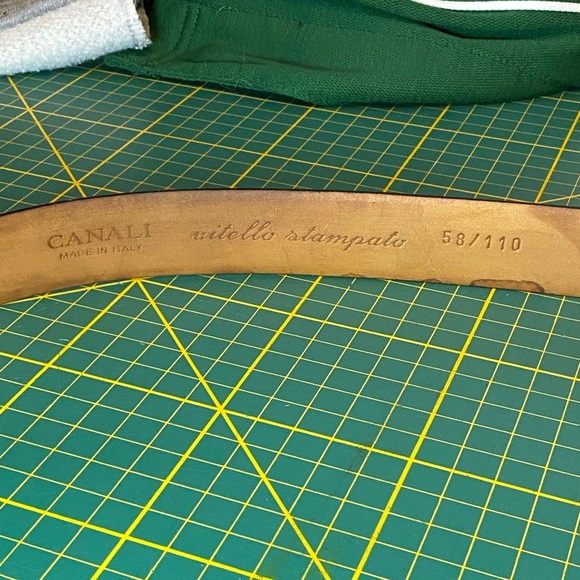 CANALI
MADE IN ITALY
vitello stampato
58/110